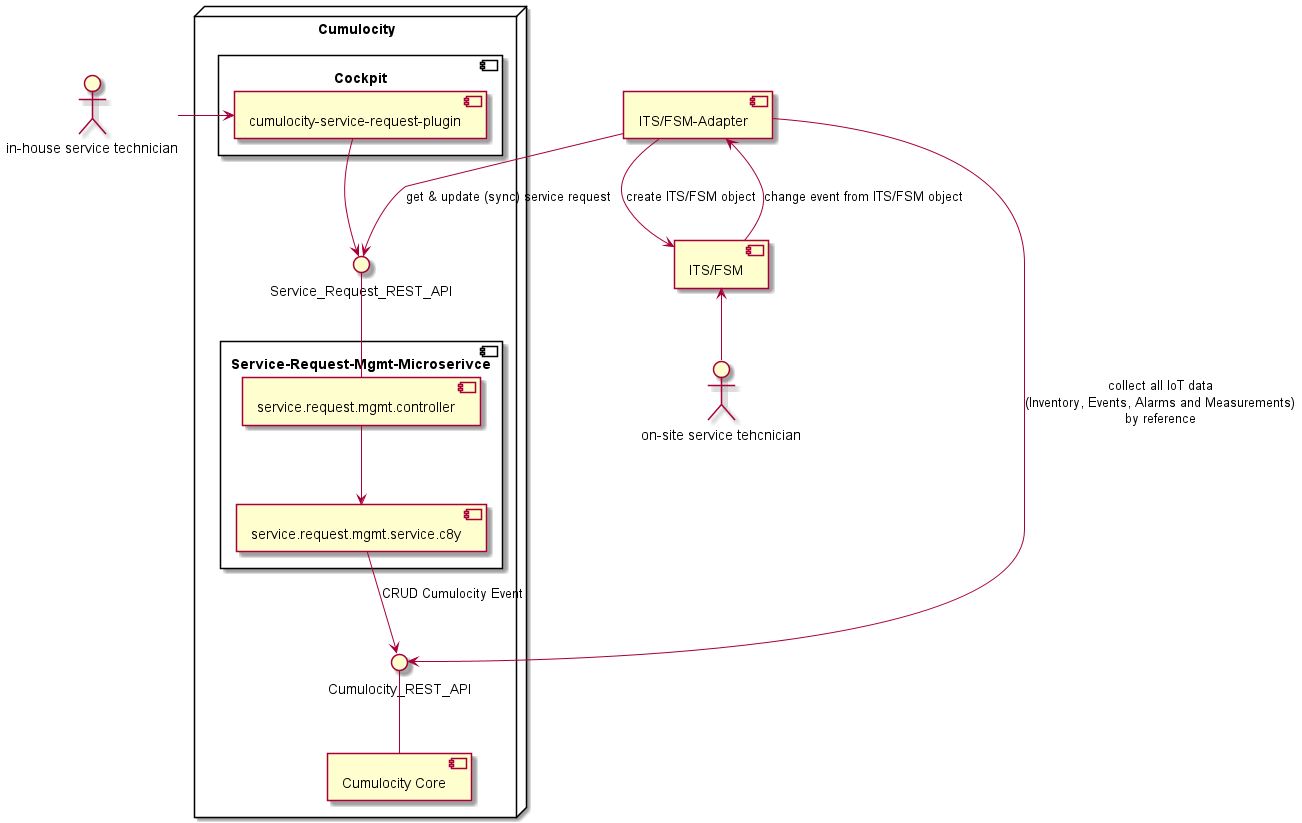 Cumulocity
Cockpit
cumulocity-service-request-plugin
ITS/FSM-Adapter
in-house service technician
get & update (sync) service request
create ITS/FSM object
change event from ITS/FSM object
ITS/FSM
Service_Request_REST_API
Service-Request-Mgmt-Microserivce
service.request.mgmt.controller
on-site service tehcnician
collect all IoT data
(Inventory, Events, Alarms and Measurements)
by reference
service.request.mgmt.service.c8y
CRUD Cumulocity Event
Cumulocity_REST_API
Cumulocity Core